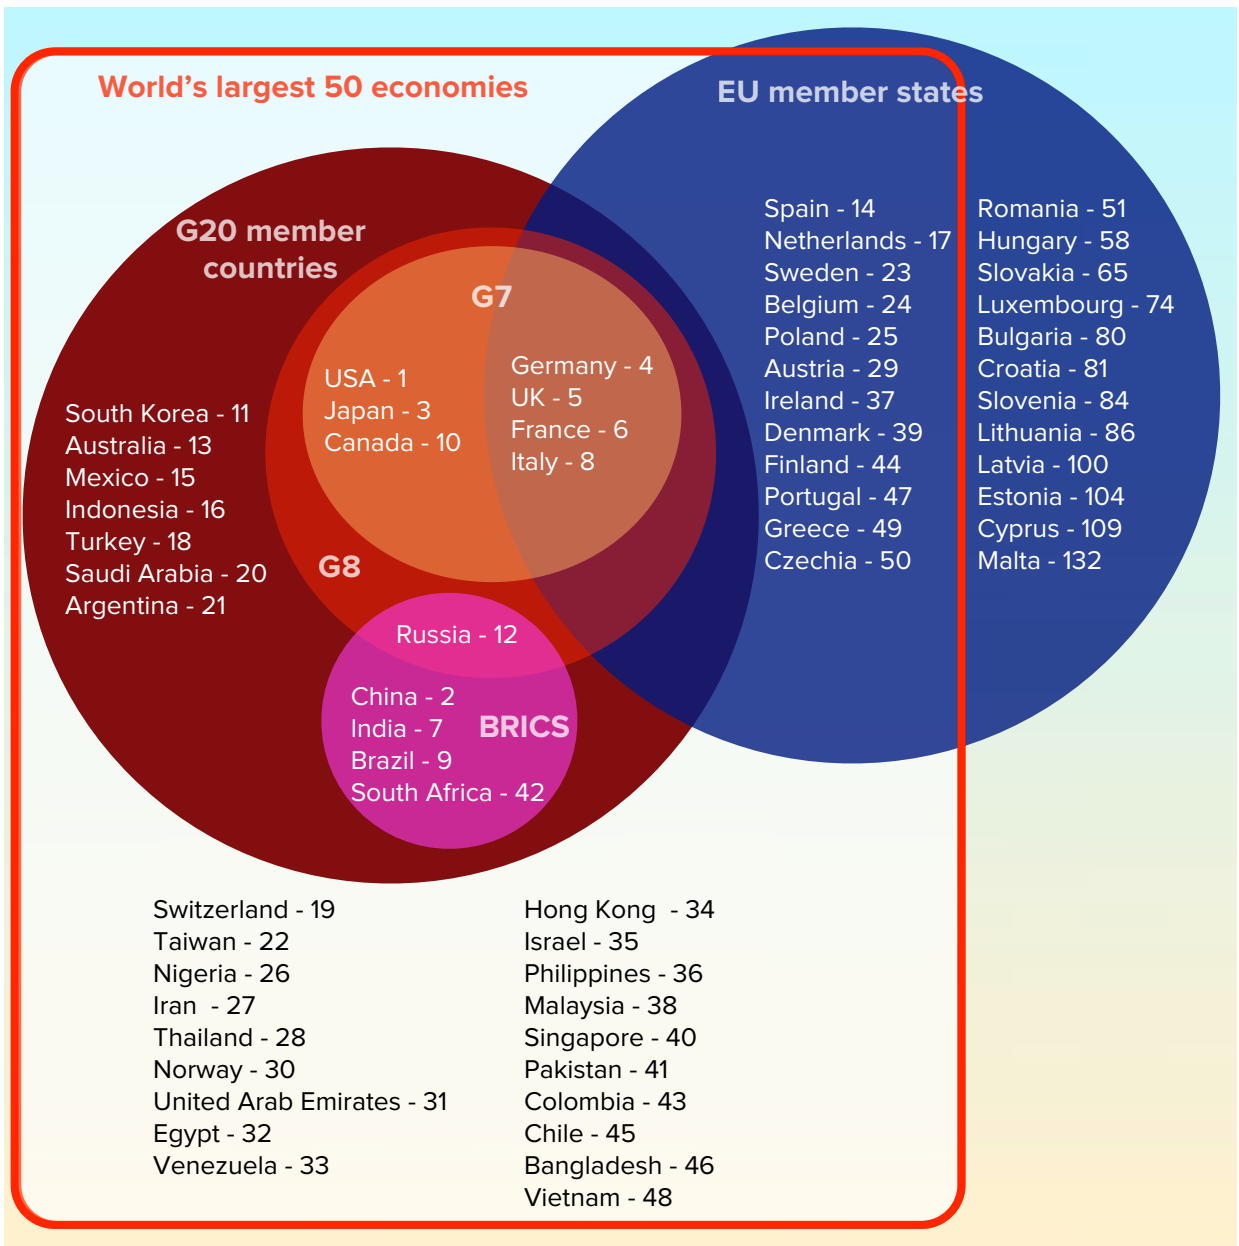 World's largest 50 economies
EU member states
G20 member
countries
G7
G8
BRICS
USA - 1
Japan - 3
Canada - 10
Germany - 4
UK - 5
France - 6
Italy - 8
South Korea - 11
Australia - 13
Mexico - 15
Indonesia - 16
Turkey - 18
Saudi Arabia - 20
Argentina - 21
Russia - 12
China - 2
India - 7
Brazil - 9
South Africa - 42
Spain - 14
Netherlands - 17
Sweden - 23
Belgium - 24
Poland - 25
Austria - 29
Ireland - 37
Denmark - 39
Finland - 44
Portugal - 47
Greece - 49
Czechia - 50
Romania - 51
Hungary - 58
Slovakia - 65
Luxembourg - 74
Bulgaria - 80
Croatia - 81
Slovenia - 84
Lithuania - 86
Latvia - 100
Estonia - 104
Cyprus - 109
Malta - 132
Switzerland - 19
Taiwan - 22
Nigeria - 26
Iran  - 27
Thailand - 28
Norway - 30
United Arab Emirates - 31
Egypt - 32
Venezuela - 33
Hong Kong  - 34
Israel - 35
Philippines - 36
Malaysia - 38
Singapore - 40
Pakistan - 41
Colombia - 43
Chile - 45
Bangladesh - 46
Vietnam - 48